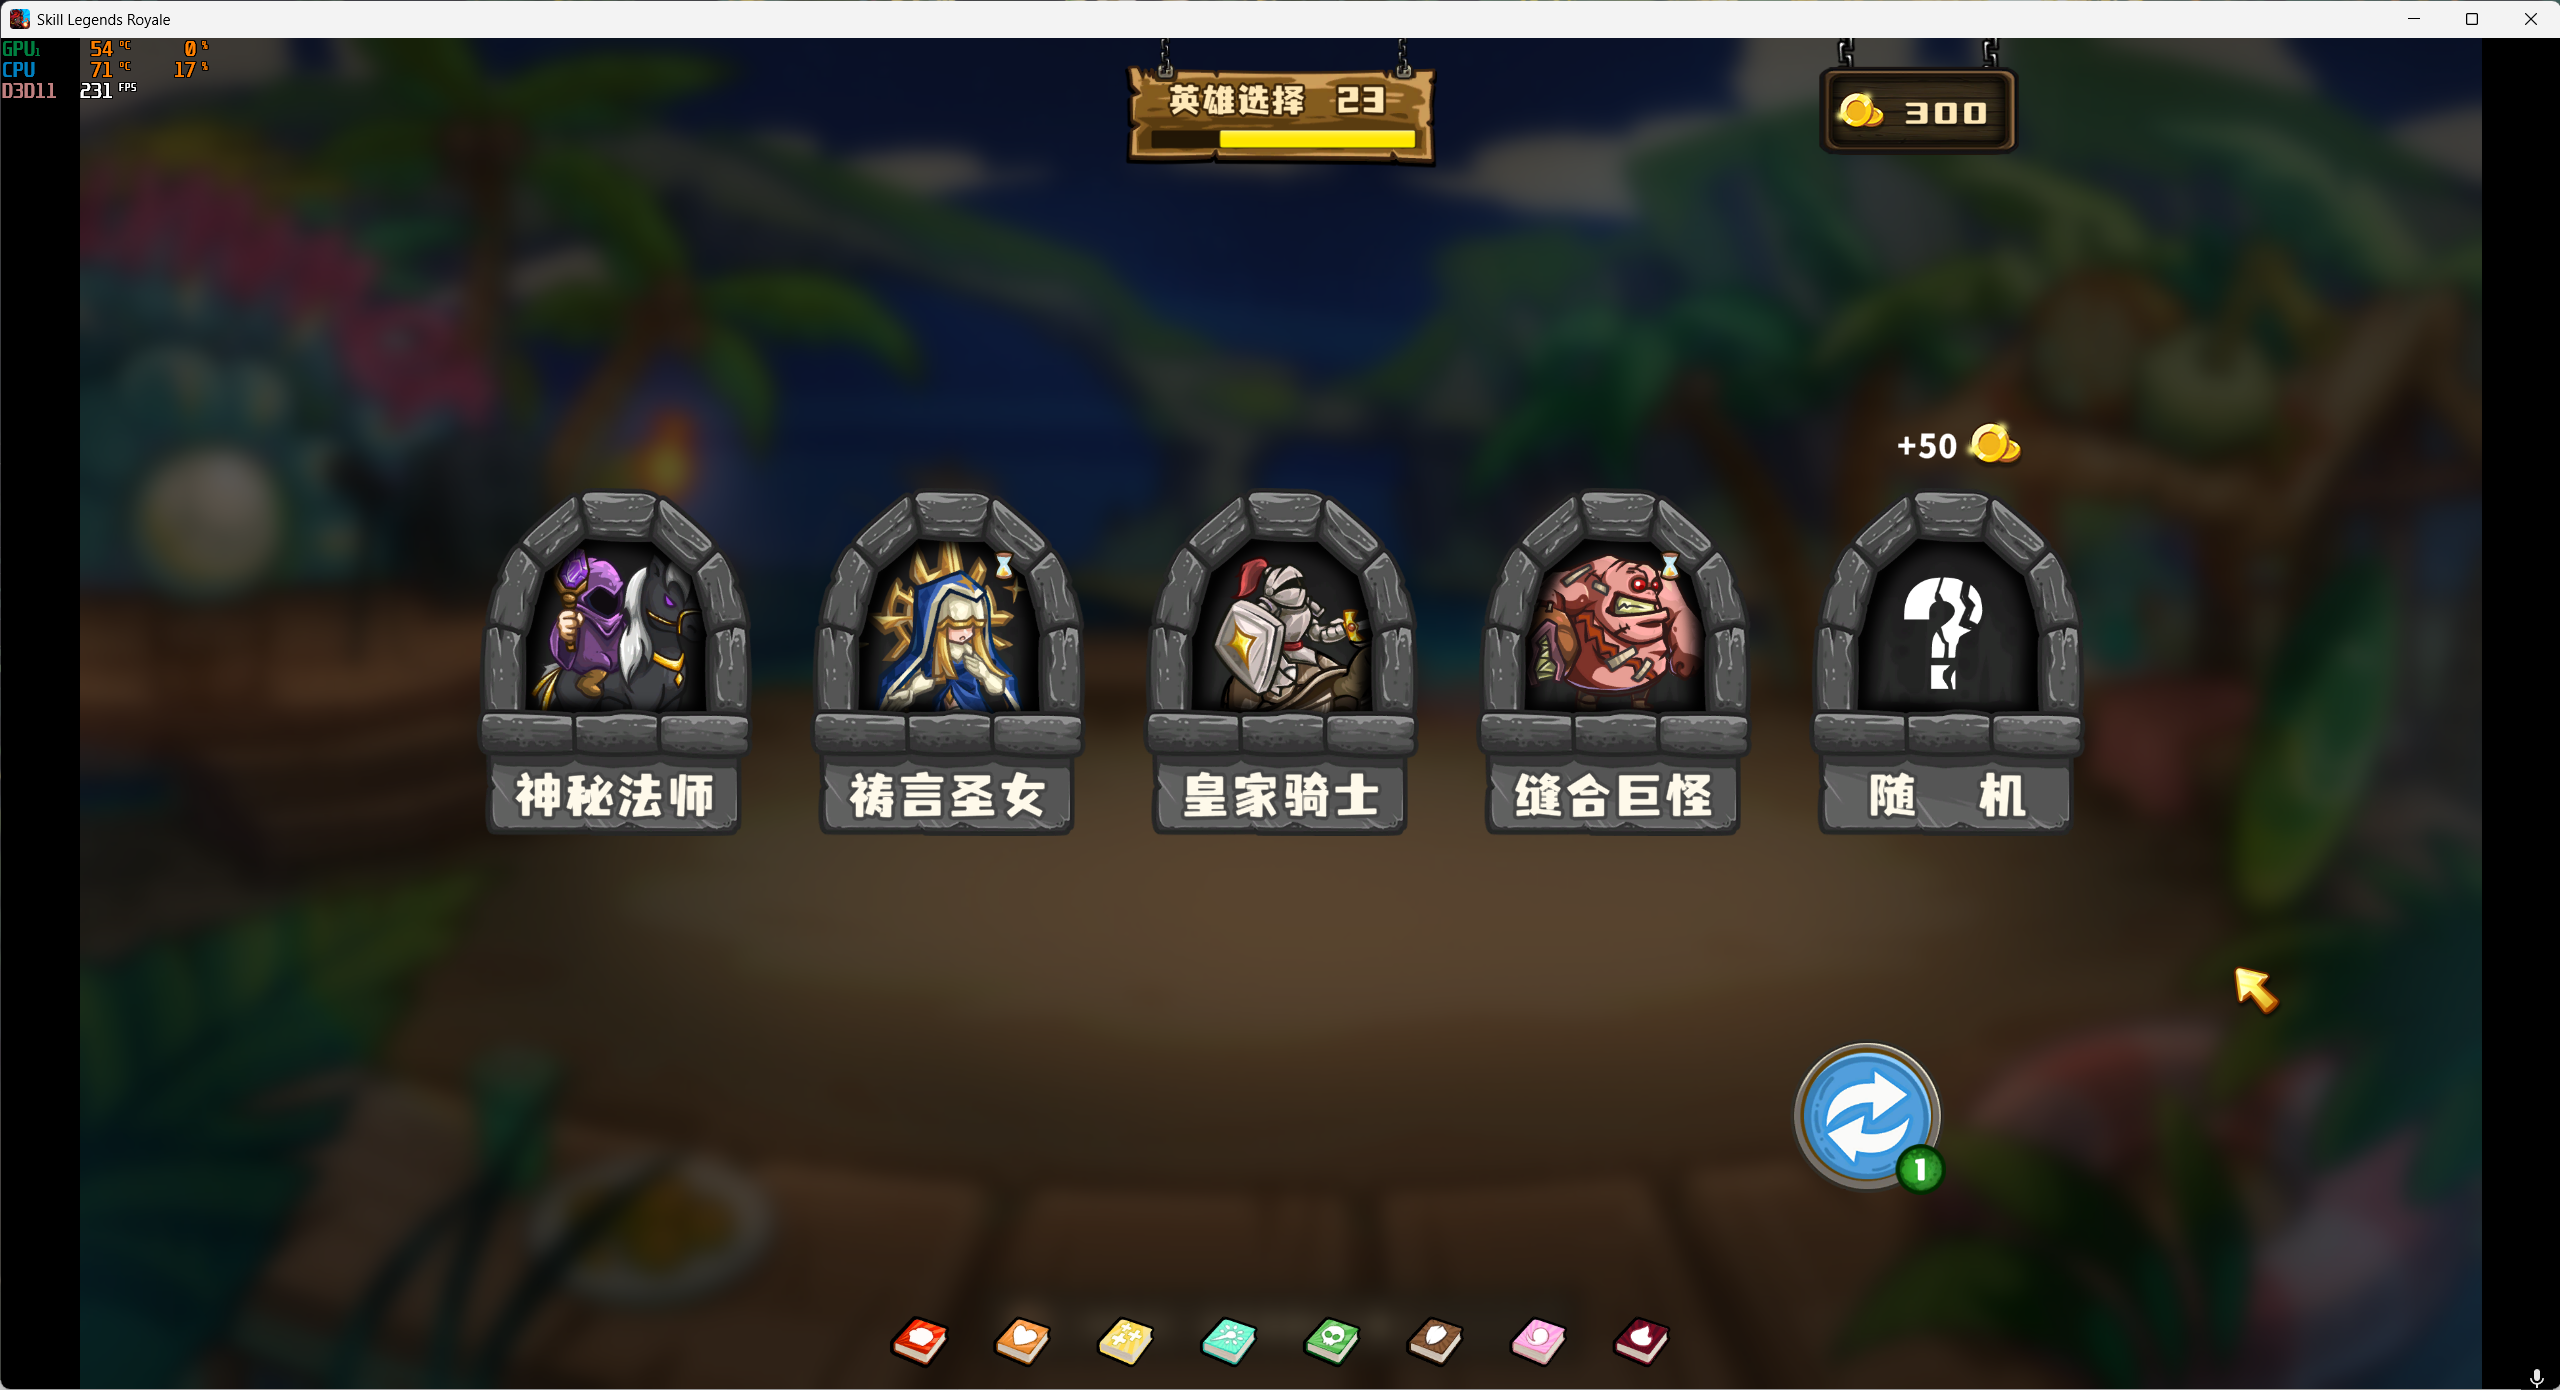 Skill Legends Royale
GPU1 54 °C 0 %
CPU 71 °C 17 %
D3D11 231 FPS
英雄选择 23
300
+50
神秘法师
祷言圣女
皇家骑士
缝合巨怪
随 机
1